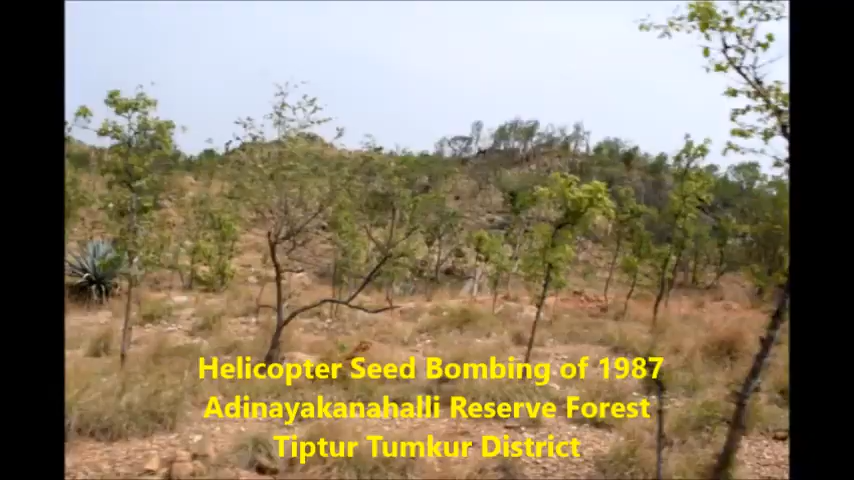 Helicopter Seed Bombing of 1987
Adinayakanahalli Reserve Forest
Tiptur Tumkur District